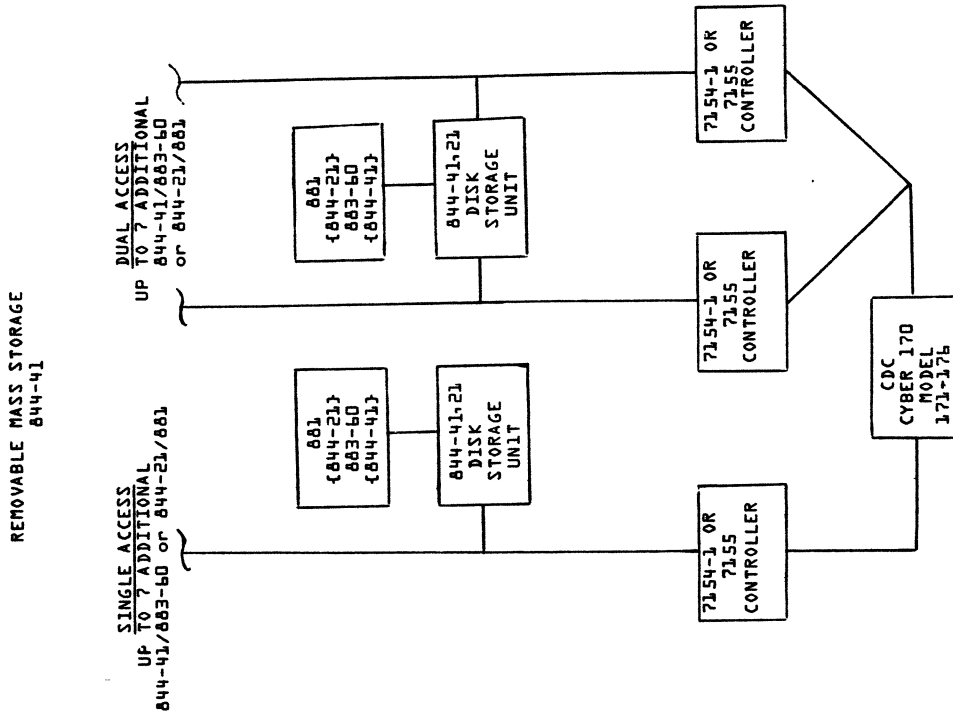 REMOVABLE MASS STORAGE
844-41
SINGLE ACCESS
UP TO 7 ADDITIONAL
844-41/883-60 or 844-21/881
DUAL ACCESS
UP TO 7 ADDITIONAL
844-41/883-60
or 844-21/881
881
{844-21}
883-60
{844-41}
881
{844-21}
883-60
{844-41}
844-41,21
DISK
STORAGE
UNIT
844-41,21
DISK
STORAGE
UNIT
7154-1 OR
7155
CONTROLLER
7154-1 OR
7155
CONTROLLER
7154-1 OR
7155
CONTROLLER
CDC
CYBER 170
MODEL
171-176